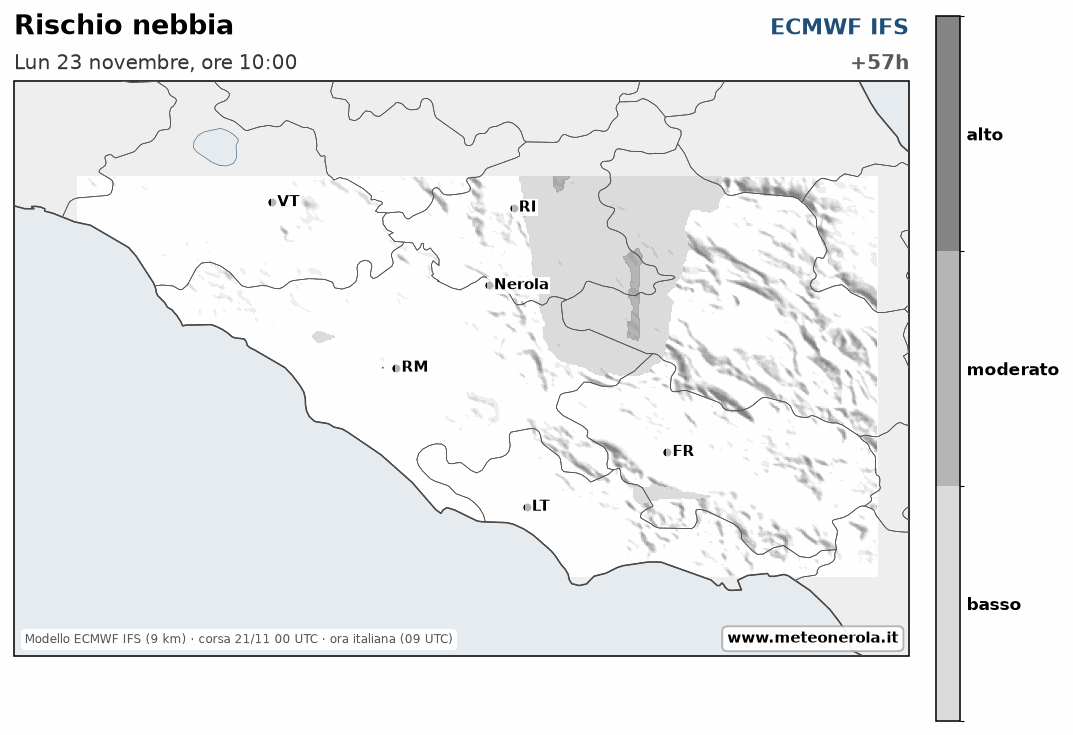 Rischio nebbia
ECMWF IFS
Lun 23 novembre, ore 10:00
+57h
alto
VT
RI
Nerola
moderato
RM
FR
LT
basso
Modello ECMWF IFS (9 km) · corsa 21/11 00 UTC · ora italiana (09 UTC)
www.meteonerola.it